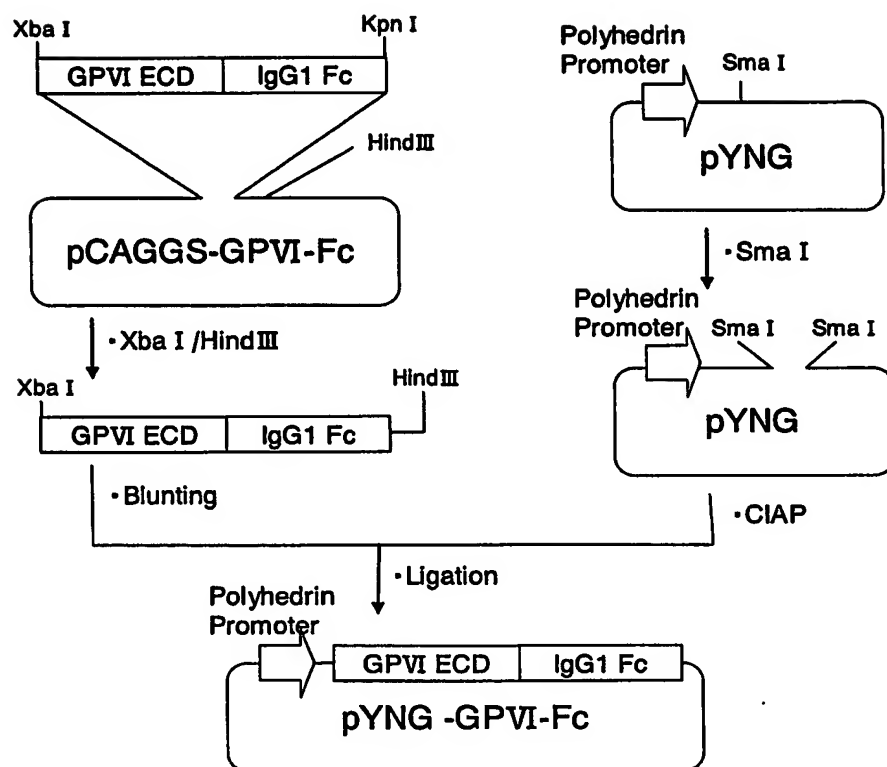 Xba I
Kpn I
GPVI ECD
IgG1 Fc
HindⅢ
pCAGGS-GPVI-Fc
・Xba I /HindⅢ
Xba I
HindⅢ
GPVI ECD
IgG1 Fc
・Blunting
Polyhedrin
Promoter
Sma I
pYNG
・Sma I
Polyhedrin
Promoter
Sma I
Sma I
pYNG
・CIAP
・Ligation
Polyhedrin
Promoter
GPVI ECD
IgG1 Fc
pYNG -GPVI-Fc